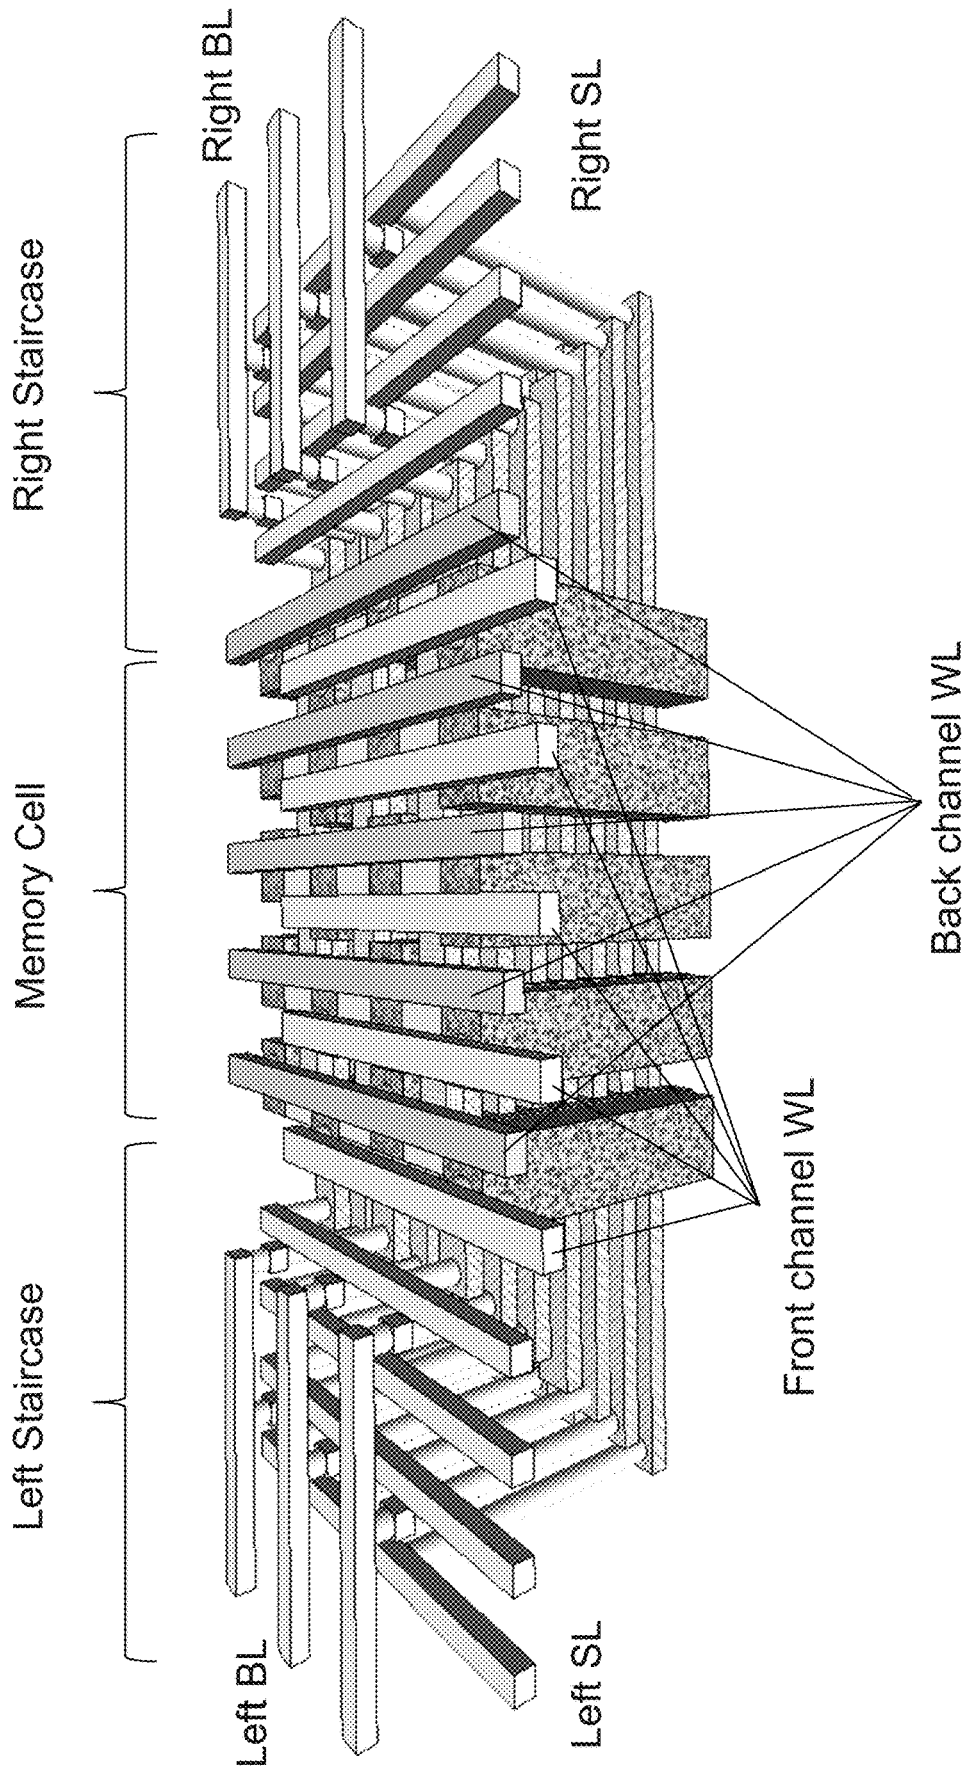 Left Staircase
Memory Cell
Right Staircase
Left BL
Right BL
Left SL
Right SL
Front channel WL
Back channel WL